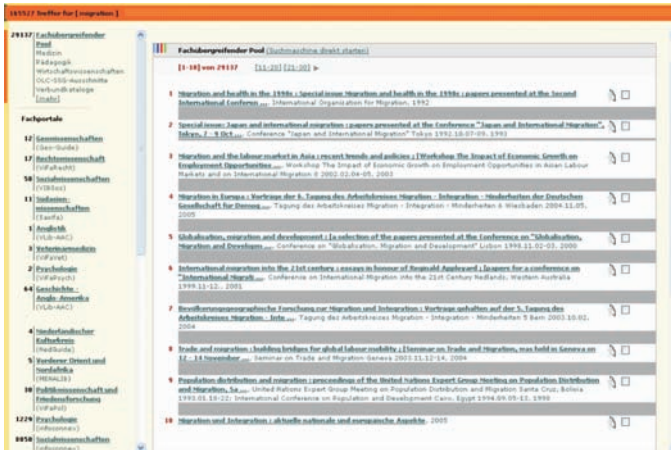 165527 Treffer für [ migration ]
29137 Fachübergreifender
Pool
Medizin
Pädagogik
Wirtschaftswissenschaften
OLC-SSG-Ausschnitte
Verbundkataloge
[mehr]
Fachportale
12 Geowissenschaften
(Geo-Guide)
17 Rechtswissenschaft
(ViFaRecht)
58 Sozialwissenschaften
(ViBSoz)
11 Südasien-
wissenschaften
(Savifa)
1 Anglistik
(VLib-AAC)
3 Veterinärmedizin
(ViFaVet)
2 Psychologie
(ViFaPsych)
64 Geschichte -
Anglo-Amerika
(VLib-AAC)
4 Niederländischer
Kulturkreis
(NedGuide)
5 Vorderer Orient und
Nordafrika
(MENALIB)
30 Politikwissenschaft und
Friedensforschung
(ViFaPol)
1229 Psychologie
(infoconnex)
8050 Sozialwissenschaften
(infoconnex)
Fachübergreifender Pool (Suchmaschine direkt starten)
[1-10] von 29137 [11-20] [21-30]
1 Migration and health in the 1990s : Special issue Migration and health in the 1990s : papers presented at the Second
International Conferen .... International Organization for Migration, 1992
2 Special issue: Japan and international migration : papers presented at the Conference "Japan and International Migration",
Tokyo, 7 - 9 Oct .... Conference "Japan and International Migration" Tokyo 1992.10.07-09, 1993
3 Migration and the labour market in Asia : recent trends and policies ; [Workshop The Impact of Economic Growth on
Employment Opportunities .... Workshop The Impact of Economic Growth on Employment Opportunities in Asian Labour
Markets and on International Migration 8 2002.02.04-05, 2003
4 Migration in Europa : Vorträge der 6. Tagung des Arbeitskreises Migration - Integration - Minderheiten der Deutschen
Gesellschaft für Demog .... Tagung des Arbeitskreises Migration - Integration - Minderheiten 6 Wiesbaden 2004.11.05,
2005
5 Globalisation, migration and development : [a selection of the papers presented at the Conference on "Globalisation,
Migration and Developm .... Conference on "Globalisation, Migration and Development" Lisbon 1998.11.02-03, 2000
6 International migration into the 21st century : essays in honour of Reginald Appleyard ; [papers for a conference on
"International Migrati .... Conference on International Migration into the 21st Century Nedlands, Western Australia
1999.11-12., 2001
7 Bevölkerungsgeographische Forschung zur Migration und Integration : Vorträge gehalten auf der 5. Tagung des
Arbeitskreises Migration - Inte .... Tagung des Arbeitskreises Migration - Integration - Minderheiten 5 Bern 2003.10.02,
2004
8 Trade and migration : building bridges for global labour mobility ; [Seminar on Trade and Migration, was held in Geneva on
12 - 14 November .... Seminar on Trade and Migration Geneva 2003.11.12-14, 2004
9 Population distribution and migration : proceedings of the United Nations Expert Group Meeting on Population Distribution
and Migration, Sa .... United Nations Expert Group Meeting on Population Distribution and Migration Santa Cruz, Bolivia
1993.01.18-22; International Conference on Population and Development Cairo, Egypt 1994.09.05-13, 1998
10 Migration und Integration : aktuelle nationale und europäische Aspekte. 2005